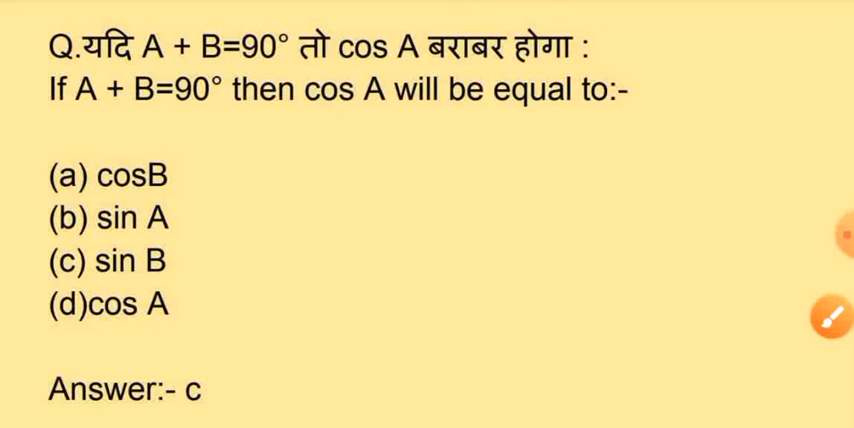 Q.यदि A + B=90° तो cos A बराबर होगा :
If A + B=90° then cos A will be equal to:-
(a) cosB
(b) sin A
(c) sin B
(d)cos A
Answer:- c